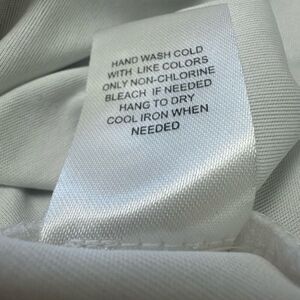 HAND WASH COLD
WITH LIKE COLORS
ONLY NON-CHLORINE
BLEACH IF NEEDED
HANG TO DRY
COOL IRON WHEN
NEEDED